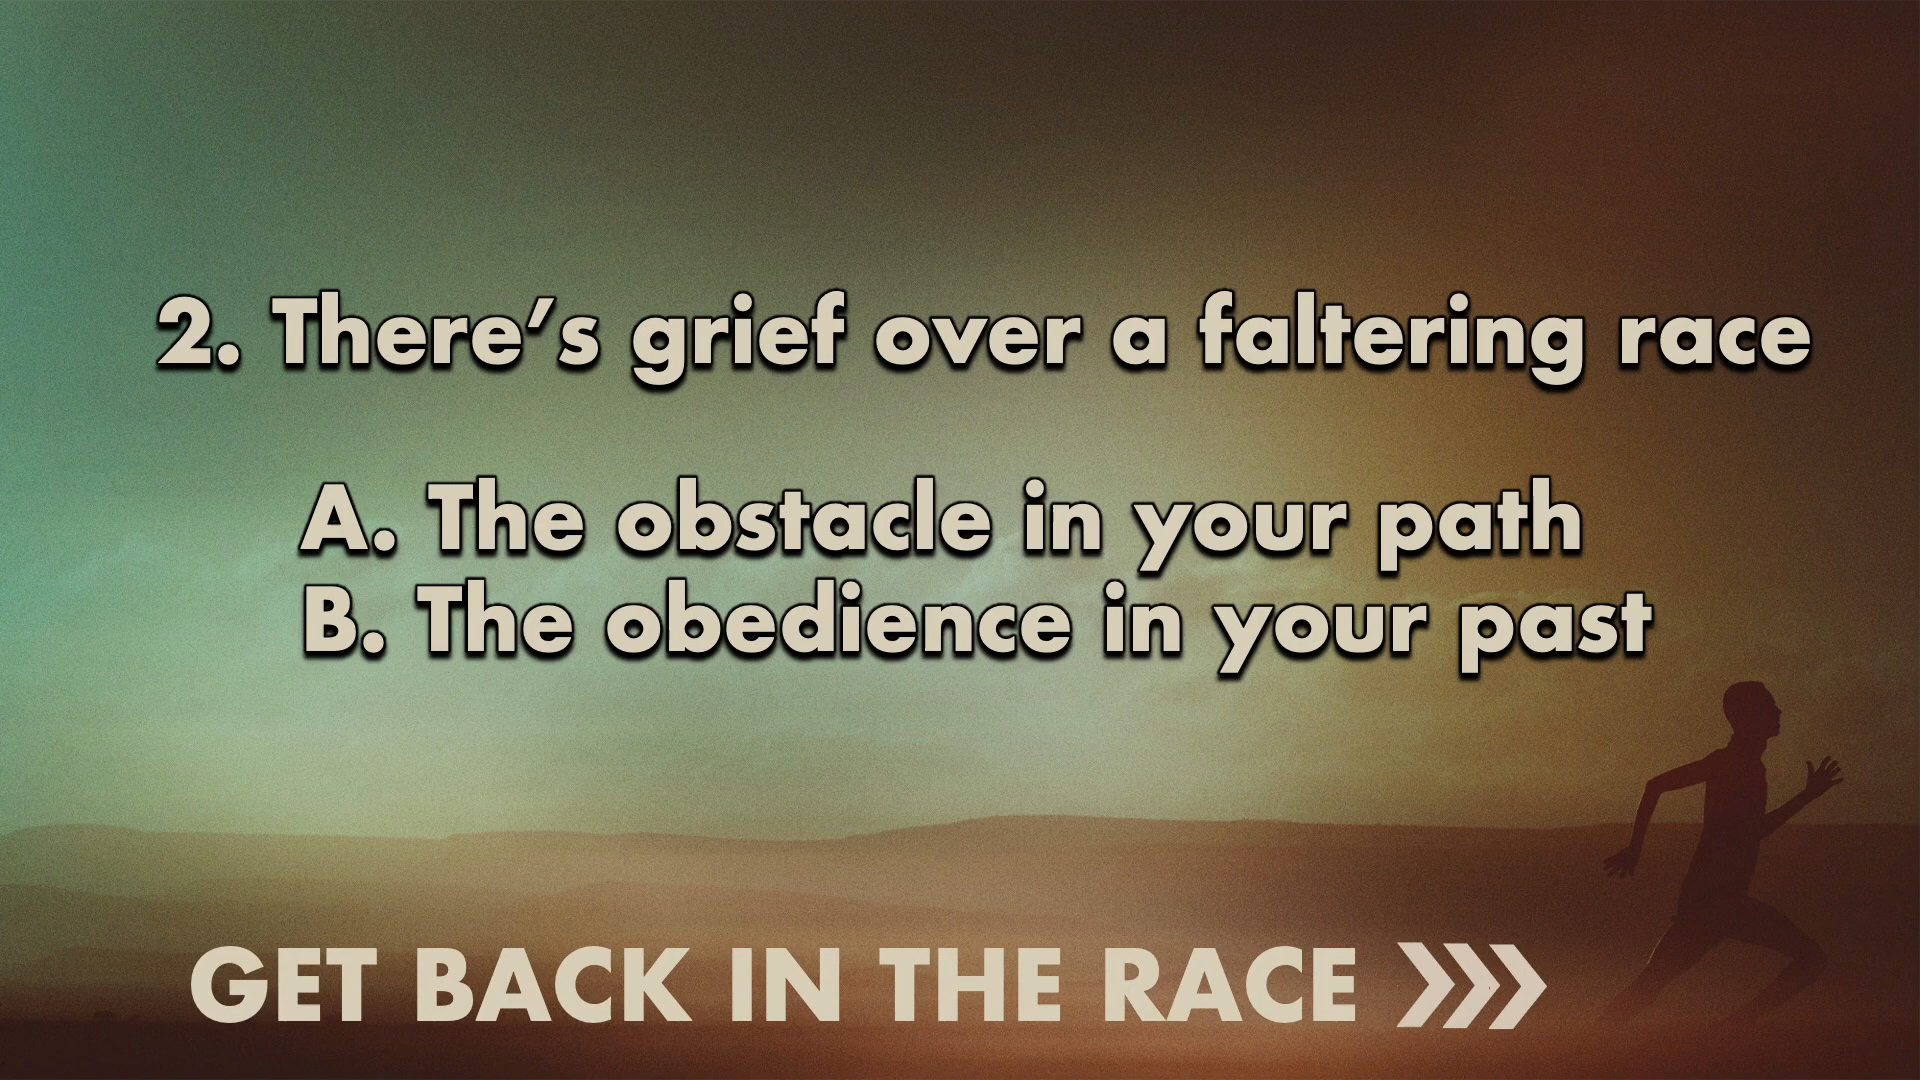 2. There’s grief over a faltering race
A. The obstacle in your path
B. The obedience in your past
GET BACK IN THE RACE